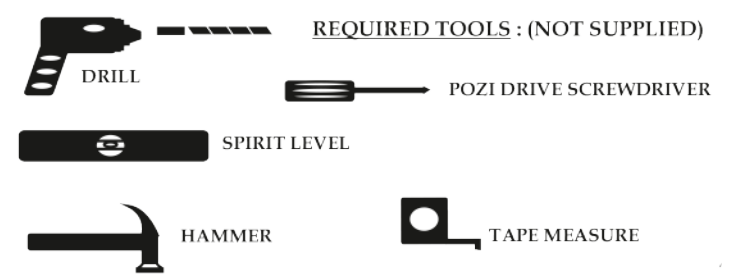 REQUIRED TOOLS : (NOT SUPPLIED)
DRILL
POZI DRIVE SCREWDRIVER
SPIRIT LEVEL
HAMMER
TAPE MEASURE